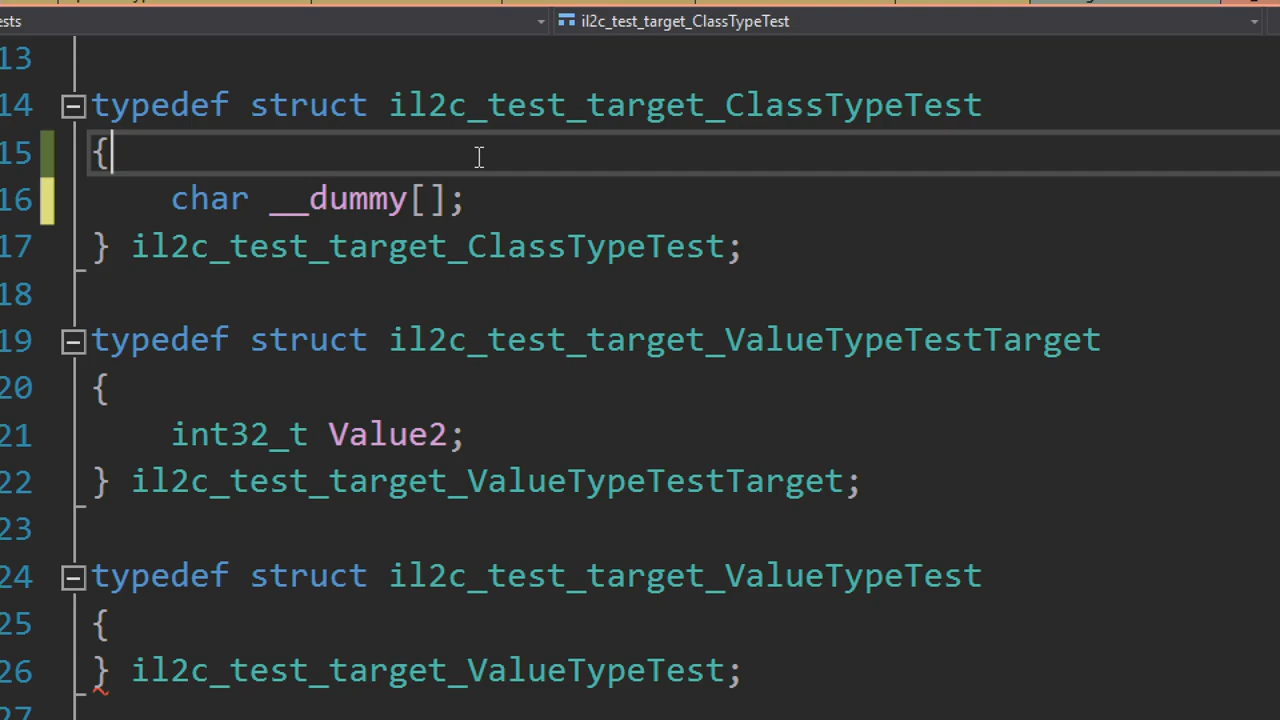 ests il2c_test_target_ClassTypeTest
13
14 typedef struct il2c_test_target_ClassTypeTest
15 {
16 char __dummy[];
17 } il2c_test_target_ClassTypeTest;
18
19 typedef struct il2c_test_target_ValueTypeTestTarget
20 {
21 int32_t Value2;
22 } il2c_test_target_ValueTypeTestTarget;
23
24 typedef struct il2c_test_target_ValueTypeTest
25 {
26 } il2c_test_target_ValueTypeTest;
27